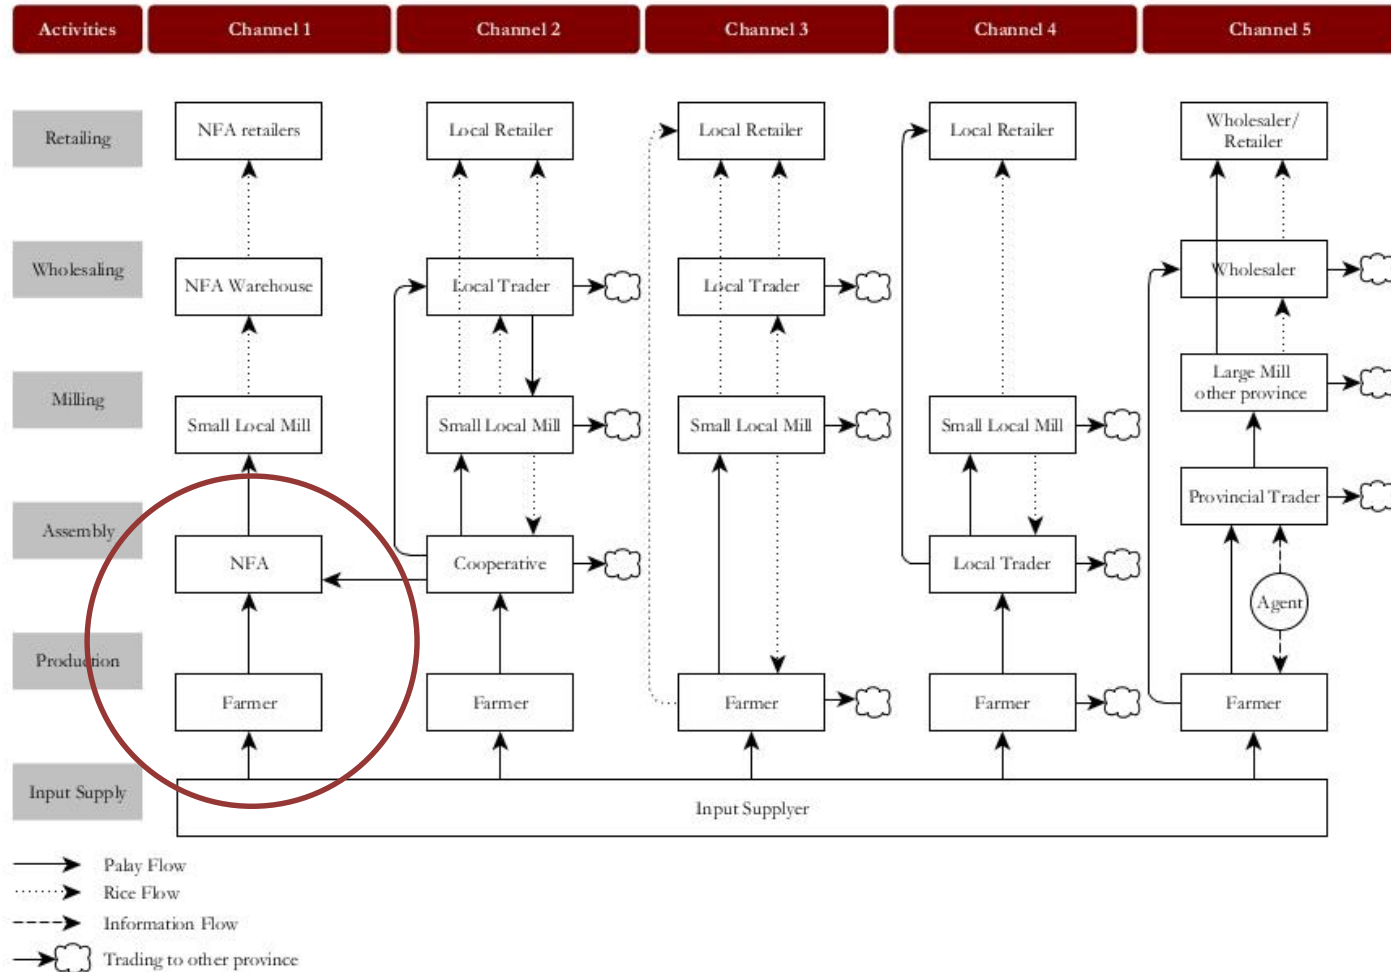 Activities
Channel 1
Channel 2
Channel 3
Channel 4
Channel 5
Retailing
NFA retailers
Local Retailer
Local Retailer
Local Retailer
Wholesaler/
Retailer
Wholesaling
NFA Warehouse
Local Trader
Local Trader
Wholesaler
Milling
Small Local Mill
Small Local Mill
Small Local Mill
Small Local Mill
Large Mill
other province
Provincial Trader
Assembly
NFA
Cooperative
Local Trader
Agent
Production
Farmer
Farmer
Farmer
Farmer
Farmer
Input Supply
Input Supplyer
Palay Flow
Rice Flow
Information Flow
Trading to other province